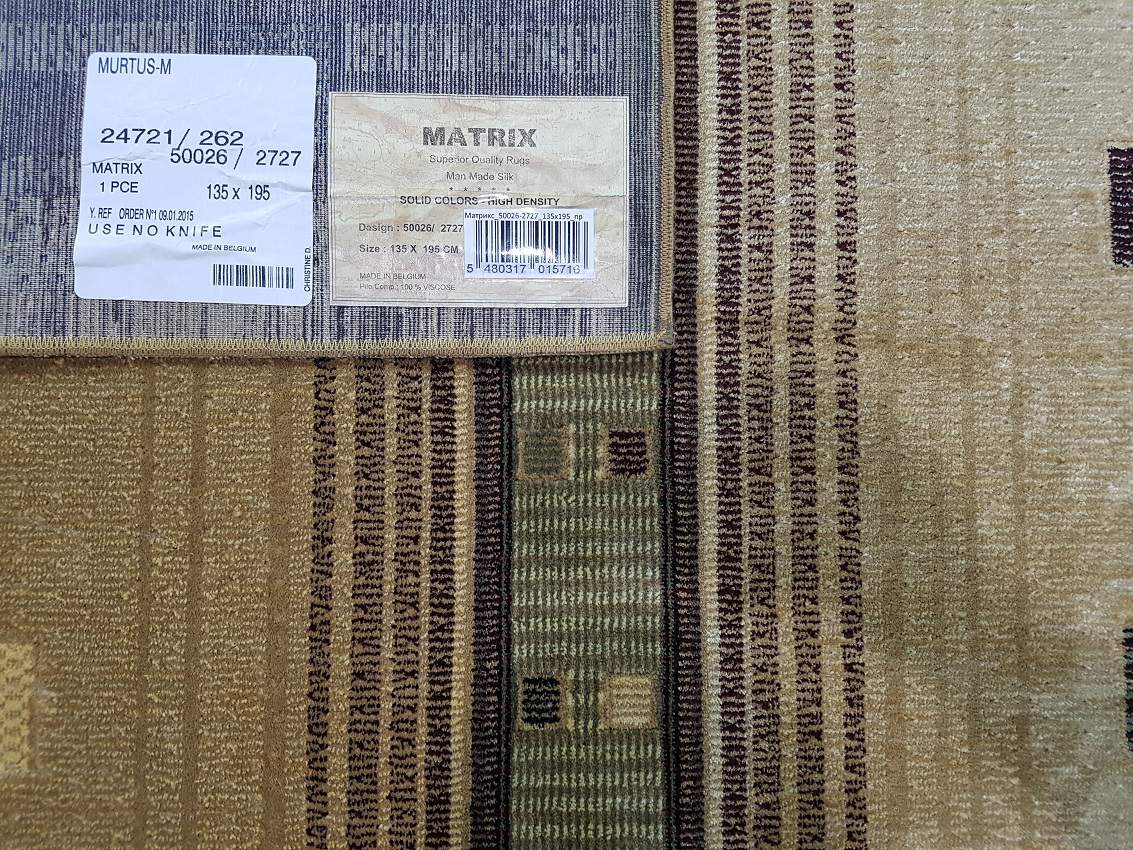 MURTUS-M
24721/ 262
50026 / 2727
MATRIX
1 PCE 135 x 195
Y. REF ORDER N°1 09.01.2015
USE NO KNIFE
MADE IN BELGIUM
CHRISTINE D.
MATRIX
Superior Quality Rugs
Man Made Silk
* * * * *
SOLID COLORS - HIGH DENSITY
Design : 50026/ 2727
Size : 135 X 195 CM
MADE IN BELGIUM
Pile Comp.: 100 % VISCOSE
Матрикс_50026-2727_135x195_пр
5 480317 015716